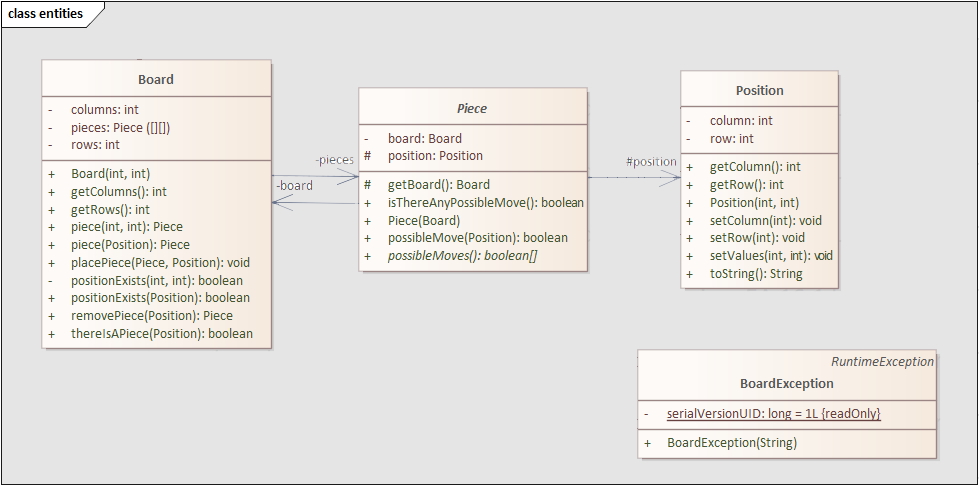 class entities
Board
- columns: int
- pieces: Piece ([][])
- rows: int
+ Board(int, int)
+ getColumns(): int
+ getRows(): int
+ piece(int, int): Piece
+ piece(Position): Piece
+ placePiece(Piece, Position): void
- positionExists(int, int): boolean
+ positionExists(Position): boolean
+ removePiece(Position): Piece
+ thereIsAPiece(Position): boolean
-pieces
-board
Piece
- board: Board
# position: Position
# getBoard(): Board
+ isThereAnyPossibleMove(): boolean
+ Piece(Board)
+ possibleMove(Position): boolean
+ possibleMoves(): boolean[]
#position
Position
- column: int
- row: int
+ getColumn(): int
+ getRow(): int
+ Position(int, int)
+ setColumn(int): void
+ setRow(int): void
+ setValues(int, int): void
+ toString(): String
RuntimeException
BoardException
- serialVersionUID: long = 1L {readOnly}
+ BoardException(String)